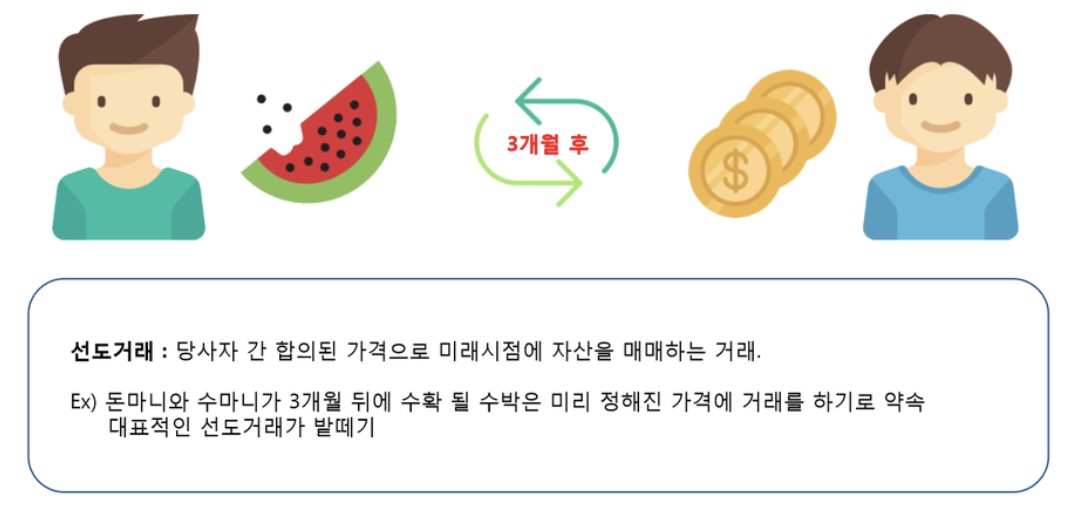 3개월 후
$
선도거래 : 당사자 간 합의된 가격으로 미래시점에 자산을 매매하는 거래.
Ex) 돈마니와 수마니가 3개월 뒤에 수확 될 수박은 미리 정해진 가격에 거래를 하기로 약속
대표적인 선도거래가 밭떼기